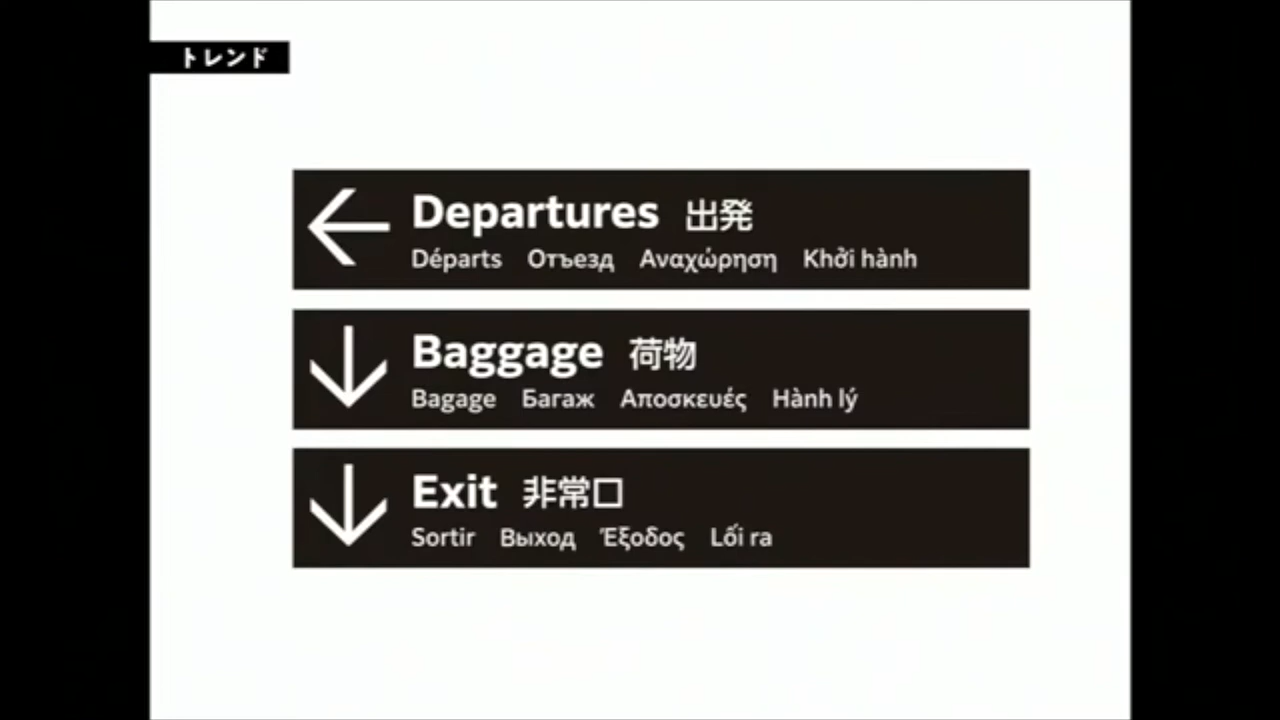 トレンド
Departures 出発
Départs Отъезд Αναχώρηση Khởi hành
Baggage 荷物
Bagage Багаж Αποσκευές Hành lý
Exit 非常口
Sortir Выход Έξοδος Lối ra